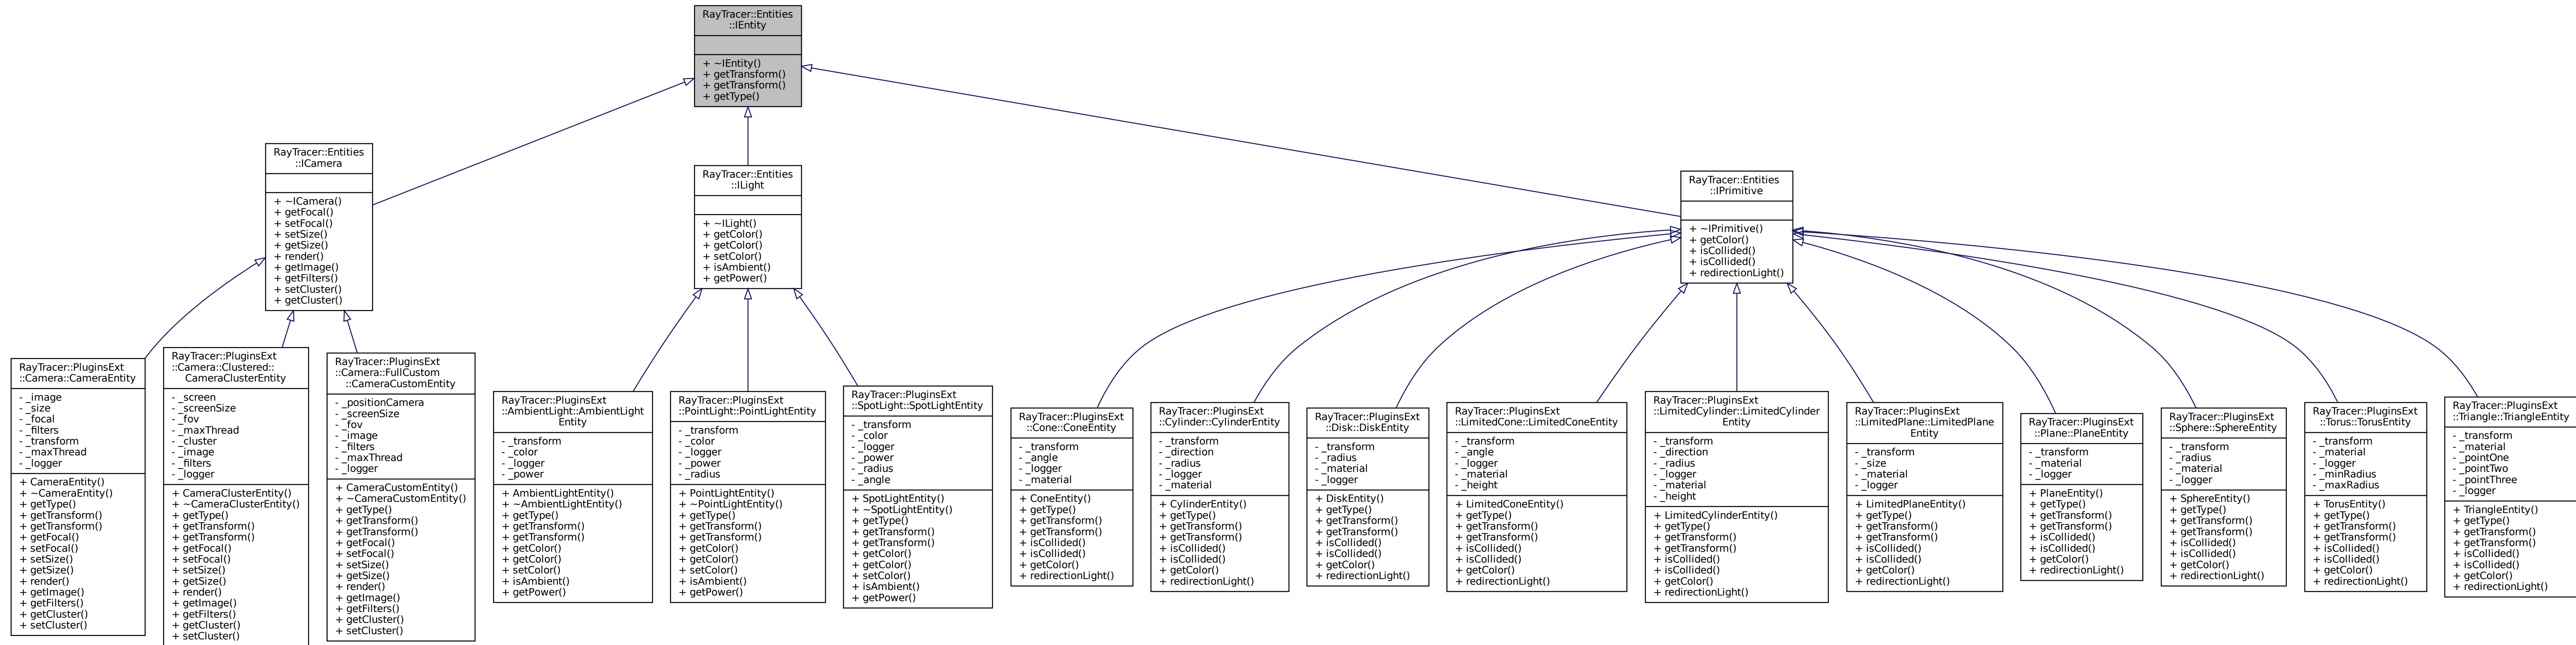 RayTracer::Entities
::IEntity
+ ~IEntity()
+ getTransform()
+ getTransform()
+ getType()
RayTracer::Entities
::ICamera
+ ~ICamera()
+ getFocal()
+ setFocal()
+ setSize()
+ getSize()
+ render()
+ getImage()
+ getFilters()
+ setCluster()
+ getCluster()
RayTracer::Entities
::ILight
+ ~ILight()
+ getColor()
+ getColor()
+ setColor()
+ isAmbient()
+ getPower()
RayTracer::Entities
::IPrimitive
+ ~IPrimitive()
+ getColor()
+ isCollided()
+ isCollided()
+ redirectionLight()
RayTracer::PluginsExt
::Camera::CameraEntity
- _image
- _size
- _focal
- _filters
- _transform
- _maxThread
- _logger
+ CameraEntity()
+ ~CameraEntity()
+ getType()
+ getTransform()
+ getTransform()
+ getFocal()
+ setFocal()
+ setSize()
+ getSize()
+ render()
+ getImage()
+ getFilters()
+ getCluster()
+ setCluster()
RayTracer::PluginsExt
::Camera::Clustered::
CameraClusterEntity
- _screen
- _screenSize
- _fov
- _maxThread
- _cluster
- _image
- _filters
- _logger
+ CameraClusterEntity()
+ ~CameraClusterEntity()
+ getType()
+ getTransform()
+ getTransform()
+ getFocal()
+ setFocal()
+ setSize()
+ getSize()
+ render()
+ getImage()
+ getFilters()
+ getCluster()
+ setCluster()
RayTracer::PluginsExt
::Camera::FullCustom
::CameraCustomEntity
- _positionCamera
- _screenSize
- _fov
- _image
- _filters
- _maxThread
- _logger
+ CameraCustomEntity()
+ ~CameraCustomEntity()
+ getType()
+ getTransform()
+ getTransform()
+ getFocal()
+ setFocal()
+ setSize()
+ getSize()
+ render()
+ getImage()
+ getFilters()
+ getCluster()
+ setCluster()
RayTracer::PluginsExt
::AmbientLight::AmbientLight
Entity
- _transform
- _color
- _logger
- _power
+ AmbientLightEntity()
+ ~AmbientLightEntity()
+ getType()
+ getTransform()
+ getTransform()
+ getColor()
+ getColor()
+ setColor()
+ isAmbient()
+ getPower()
RayTracer::PluginsExt
::PointLight::PointLightEntity
- _transform
- _color
- _logger
- _power
- _radius
+ PointLightEntity()
+ ~PointLightEntity()
+ getType()
+ getTransform()
+ getTransform()
+ getColor()
+ getColor()
+ setColor()
+ isAmbient()
+ getPower()
RayTracer::PluginsExt
::SpotLight::SpotLightEntity
- _transform
- _color
- _logger
- _power
- _radius
- _angle
+ SpotLightEntity()
+ ~SpotLightEntity()
+ getType()
+ getTransform()
+ getTransform()
+ getColor()
+ getColor()
+ setColor()
+ isAmbient()
+ getPower()
RayTracer::PluginsExt
::Cone::ConeEntity
- _transform
- _angle
- _logger
- _material
+ ConeEntity()
+ getType()
+ getTransform()
+ getTransform()
+ isCollided()
+ isCollided()
+ getColor()
+ redirectionLight()
RayTracer::PluginsExt
::Cylinder::CylinderEntity
- _transform
- _direction
- _radius
- _logger
- _material
+ CylinderEntity()
+ getType()
+ getTransform()
+ getTransform()
+ isCollided()
+ isCollided()
+ getColor()
+ redirectionLight()
RayTracer::PluginsExt
::Disk::DiskEntity
- _transform
- _radius
- _material
- _logger
+ DiskEntity()
+ getType()
+ getTransform()
+ getTransform()
+ isCollided()
+ isCollided()
+ getColor()
+ redirectionLight()
RayTracer::PluginsExt
::LimitedCone::LimitedConeEntity
- _transform
- _angle
- _logger
- _material
- _height
+ LimitedConeEntity()
+ getType()
+ getTransform()
+ getTransform()
+ isCollided()
+ isCollided()
+ getColor()
+ redirectionLight()
RayTracer::PluginsExt
::LimitedCylinder::LimitedCylinder
Entity
- _transform
- _direction
- _radius
- _logger
- _material
- _height
+ LimitedCylinderEntity()
+ getType()
+ getTransform()
+ getTransform()
+ isCollided()
+ isCollided()
+ getColor()
+ redirectionLight()
RayTracer::PluginsExt
::LimitedPlane::LimitedPlane
Entity
- _transform
- _size
- _material
- _logger
+ LimitedPlaneEntity()
+ getType()
+ getTransform()
+ getTransform()
+ isCollided()
+ isCollided()
+ getColor()
+ redirectionLight()
RayTracer::PluginsExt
::Plane::PlaneEntity
- _transform
- _material
- _logger
+ PlaneEntity()
+ getType()
+ getTransform()
+ getTransform()
+ isCollided()
+ isCollided()
+ getColor()
+ redirectionLight()
RayTracer::PluginsExt
::Sphere::SphereEntity
- _transform
- _radius
- _material
- _logger
+ SphereEntity()
+ getType()
+ getTransform()
+ getTransform()
+ isCollided()
+ isCollided()
+ getColor()
+ redirectionLight()
RayTracer::PluginsExt
::Torus::TorusEntity
- _transform
- _material
- _logger
- _minRadius
- _maxRadius
+ TorusEntity()
+ getType()
+ getTransform()
+ getTransform()
+ isCollided()
+ isCollided()
+ getColor()
+ redirectionLight()
RayTracer::PluginsExt
::Triangle::TriangleEntity
- _transform
- _material
- _pointOne
- _pointTwo
- _pointThree
- _logger
+ TriangleEntity()
+ getType()
+ getTransform()
+ getTransform()
+ isCollided()
+ isCollided()
+ getColor()
+ redirectionLight()